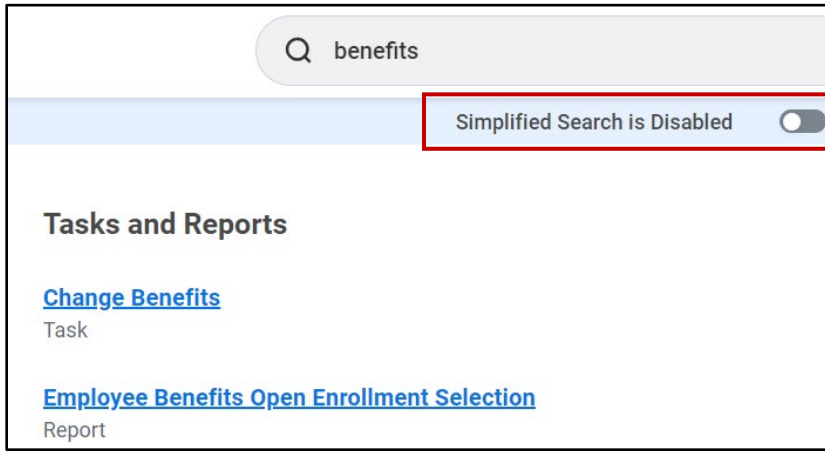 benefits
Simplified Search is Disabled
Tasks and Reports
Change Benefits
Task
Employee Benefits Open Enrollment Selection
Report